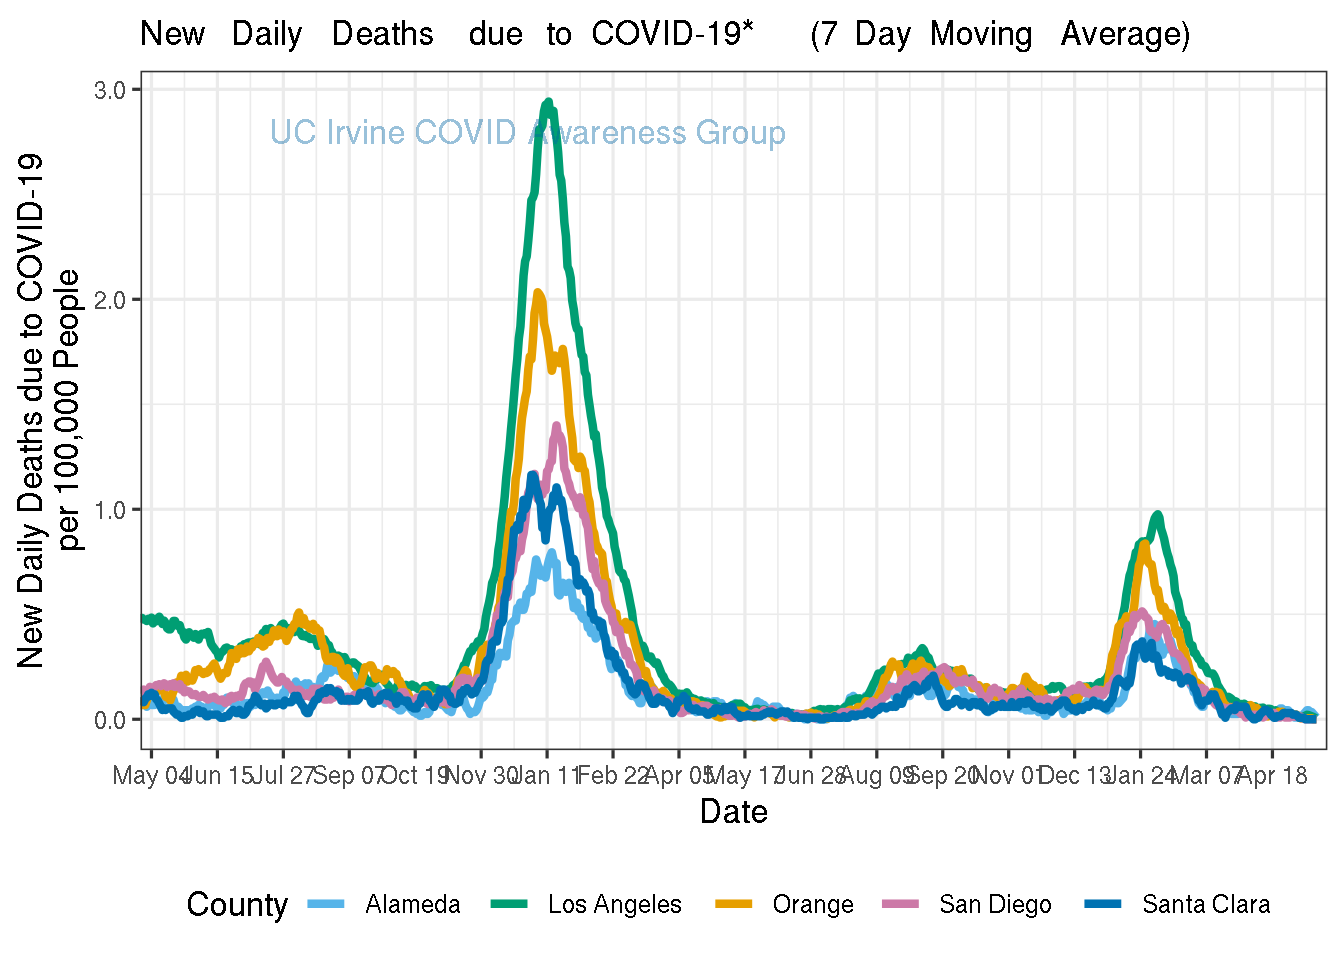 New Daily Deaths due to COVID-19* (7 Day Moving Average)
UC Irvine COVID Awareness Group
New Daily Deaths due to COVID-19
per 100,000 People
3.0
2.0
1.0
0.0
May 04 Jun 15 Jul 27 Sep 07 Oct 19 Nov 30 Jan 11 Feb 22 Apr 05 May 17 Jun 28 Aug 09 Sep 20 Nov 01 Dec 13 Jan 24 Mar 07 Apr 18
Date
County Alameda Los Angeles Orange San Diego Santa Clara